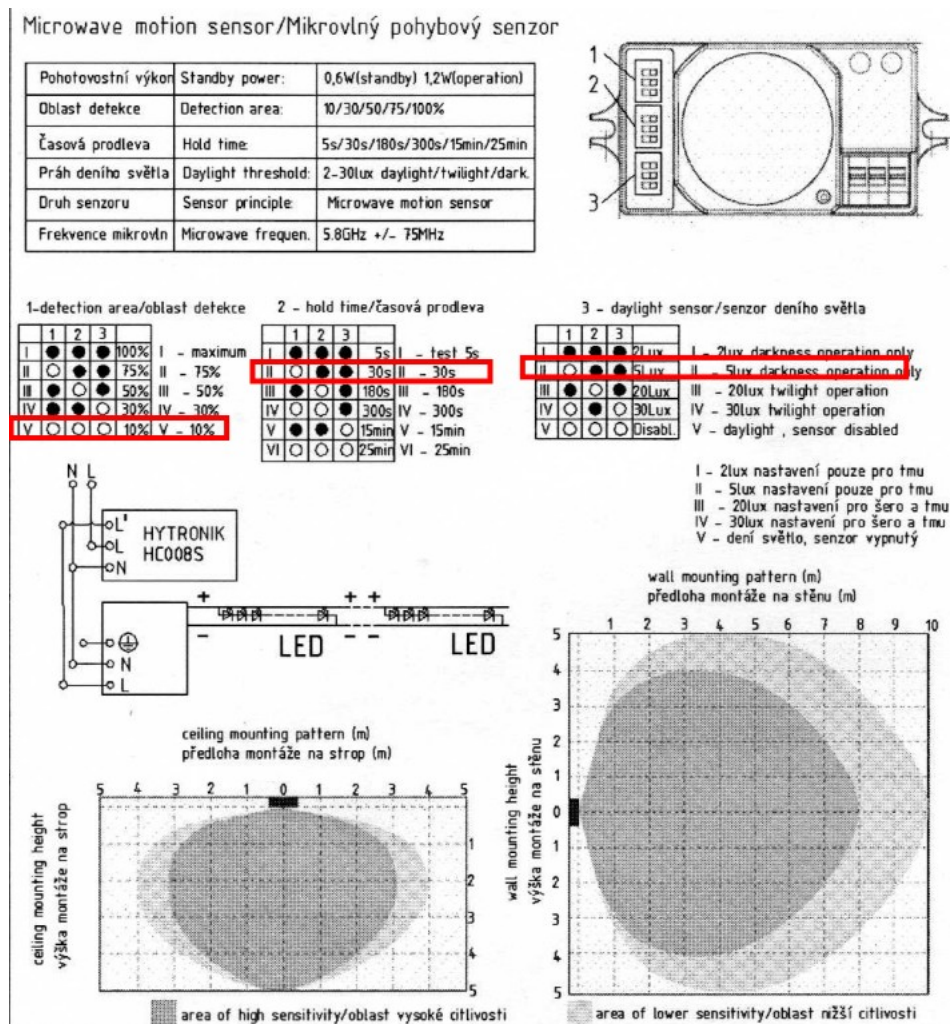 Microwave motion sensor/Mikrovlný pohybový senzor
Pohotovostní výkon Standby power: 0,6W(standby) 1,2W(operation)
Oblast detekce Detection area: 10/30/50/75/100%
Časová prodleva Hold time: 5s/30s/180s/300s/15min/25min
Práh deního světla Daylight threshold: 2-30lux daylight/twilight/dark.
Druh senzoru Sensor principle: Microwave motion sensor
Frekvence mikrovln Microwave frequen. 5.8GHz +/- 75MHz
1
2
3
1-detection area/oblast detekce
1 2 3
I 100% I - maximum
II 75% II - 75%
III 50% III - 50%
IV 30% IV - 30%
V 10% V - 10%
2 - hold time/časová prodleva
1 2 3
I 5s I - test 5s
II 30s II - 30s
III 180s III - 180s
IV 300s IV - 300s
V 15min V - 15min
VI 25min VI - 25min
3 - daylight sensor/senzor deního světla
1 2 3
I 2Lux I - 2lux darkness operation only
II 5Lux II - 5lux darkness operation only
III 20Lux III - 20lux twilight operation
IV 30Lux IV - 30lux twilight operation
V Disabl. V - daylight , sensor disabled
I - 2lux nastavení pouze pro tmu
II - 5lux nastavení pouze pro tmu
III - 20lux nastavení pro šero a tmu
IV - 30lux nastavení pro šero a tmu
V - dení světlo, senzor vypnutý
N L
L'
L
N
HYTRONIK
HC008S
+ + +
- - -
LED LED
N
L
wall mounting pattern (m)
předloha montáže na stěnu (m)
1 2 3 4 5 6 7 8 9 10
5
4
3
2
1
0
1
2
3
4
5
wall mounting height
výška montáže na stěnu
ceiling mounting pattern (m)
předloha montáže na strop (m)
5 4 3 2 1 0 1 2 3 4 5
1
2
3
4
5
ceiling mounting height
výška montáže na strop
area of high sensitivity/oblast vysoké citlivosti
area of lower sensitivity/oblast nižší citlivosti